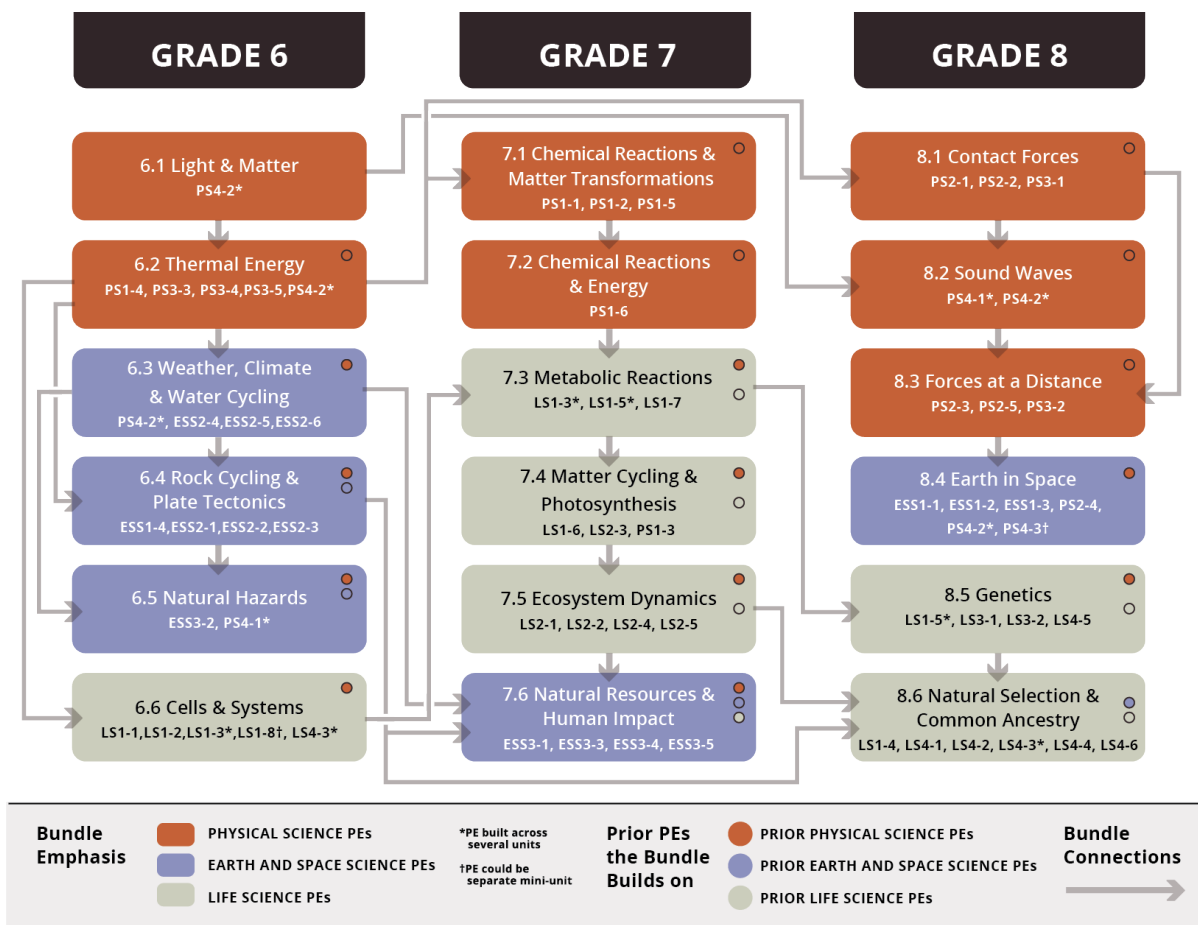 GRADE 6
GRADE 7
GRADE 8
6.1 Light & Matter
PS4-2*
6.2 Thermal Energy
PS1-4, PS3-3, PS3-4,PS3-5,PS4-2*
6.3 Weather, Climate
& Water Cycling
PS4-2*, ESS2-4,ESS2-5,ESS2-6
6.4 Rock Cycling &
Plate Tectonics
ESS1-4,ESS2-1,ESS2-2,ESS2-3
6.5 Natural Hazards
ESS3-2, PS4-1*
6.6 Cells & Systems
LS1-1,LS1-2,LS1-3*,LS1-8†, LS4-3*
7.1 Chemical Reactions &
Matter Transformations
PS1-1, PS1-2, PS1-5
7.2 Chemical Reactions
& Energy
PS1-6
7.3 Metabolic Reactions
LS1-3*, LS1-5*, LS1-7
7.4 Matter Cycling &
Photosynthesis
LS1-6, LS2-3, PS1-3
7.5 Ecosystem Dynamics
LS2-1, LS2-2, LS2-4, LS2-5
7.6 Natural Resources &
Human Impact
ESS3-1, ESS3-3, ESS3-4, ESS3-5
8.1 Contact Forces
PS2-1, PS2-2, PS3-1
8.2 Sound Waves
PS4-1*, PS4-2*
8.3 Forces at a Distance
PS2-3, PS2-5, PS3-2
8.4 Earth in Space
ESS1-1, ESS1-2, ESS1-3, PS2-4,
PS4-2*, PS4-3†
8.5 Genetics
LS1-5*, LS3-1, LS3-2, LS4-5
8.6 Natural Selection &
Common Ancestry
LS1-4, LS4-1, LS4-2, LS4-3*, LS4-4, LS4-6
Bundle
Emphasis
PHYSICAL SCIENCE PEs
EARTH AND SPACE SCIENCE PEs
LIFE SCIENCE PEs
*PE built across
several units
†PE could be
separate mini-unit
Prior PEs
the Bundle
Builds on
PRIOR PHYSICAL SCIENCE PEs
PRIOR EARTH AND SPACE SCIENCE PEs
PRIOR LIFE SCIENCE PEs
Bundle
Connections